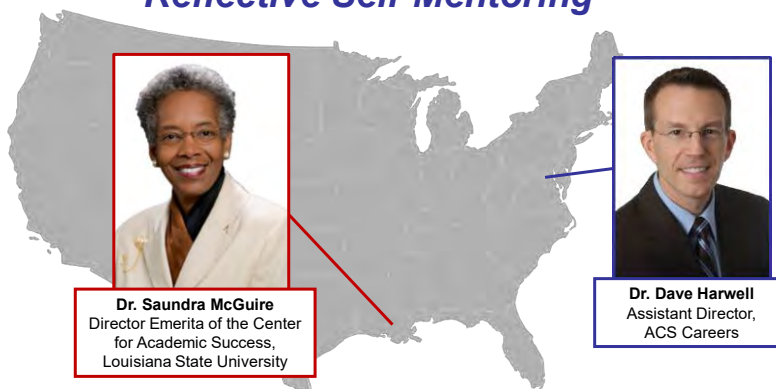 Reflective Self-Mentoring
Dr. Saundra McGuire
Director Emerita of the Center
for Academic Success,
Louisiana State University
Dr. Dave Harwell
Assistant Director,
ACS Careers